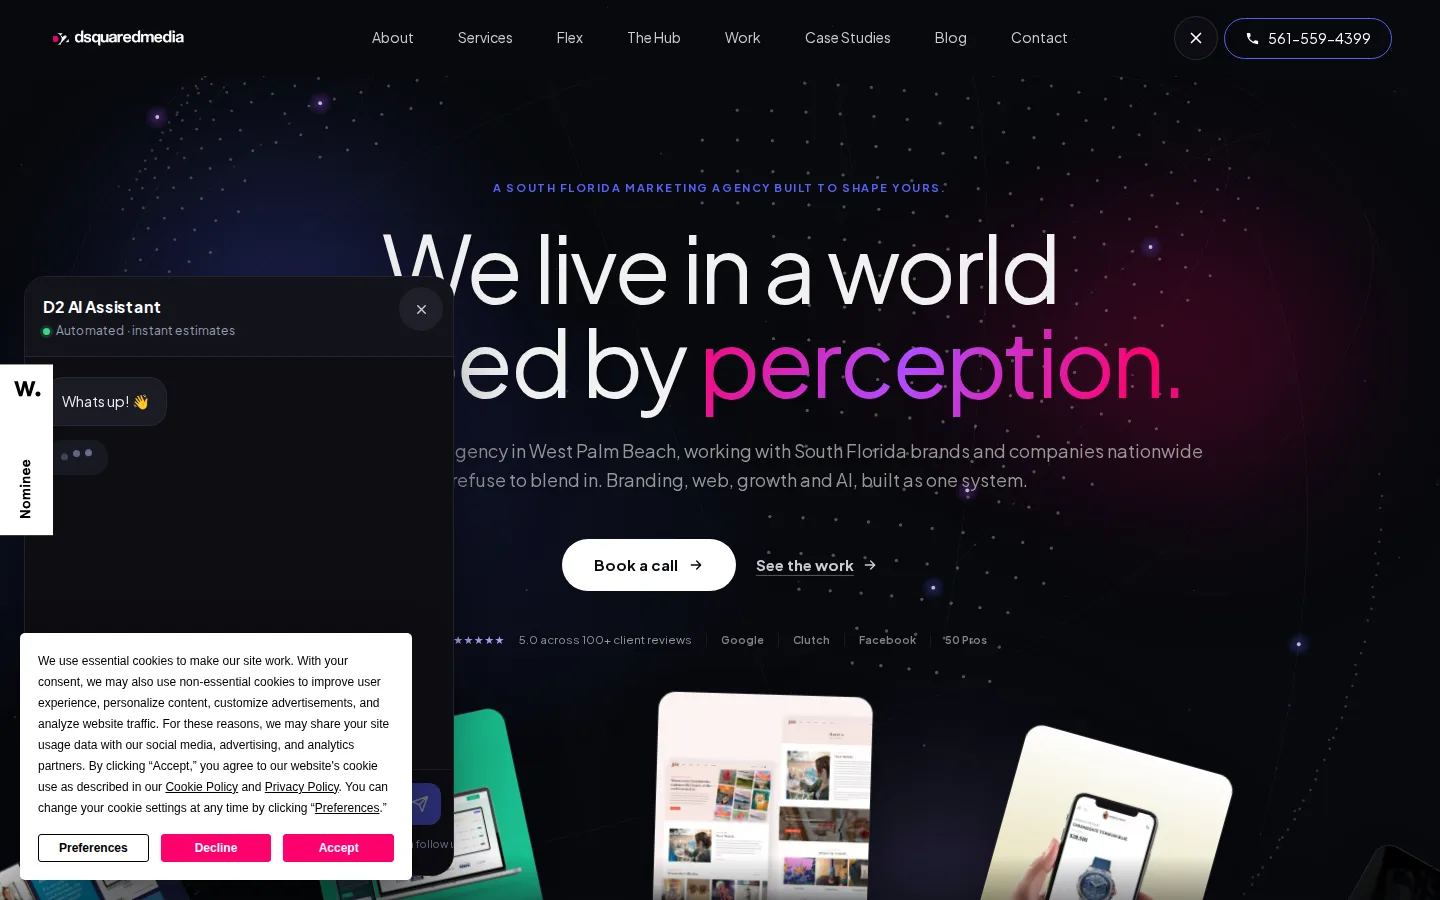 dsquaredmedia
About
Services
Flex
The Hub
Work
Case Studies
Blog
Contact
561-559-4399
A SOUTH FLORIDA MARKETING AGENCY BUILT TO SHAPE YOURS.
We live in a world
ed by perception.
gency in West Palm Beach, working with South Florida brands and companies nationwide
refuse to blend in. Branding, web, growth and AI, built as one system.
Book a call
See the work
★★★★★ 5.0 across 100+ client reviews
Google
Clutch
Facebook
50 Pros
D2 AI Assistant
Automated · instant estimates
Whats up! 👋
W.
Nominee
We use essential cookies to make our site work. With your
consent, we may also use non-essential cookies to improve user
experience, personalize content, customize advertisements, and
analyze website traffic. For these reasons, we may share your site
usage data with our social media, advertising, and analytics
partners. By clicking “Accept,” you agree to our website's cookie
use as described in our Cookie Policy and Privacy Policy. You can
change your cookie settings at any time by clicking “Preferences.”
Preferences
Decline
Accept
follow